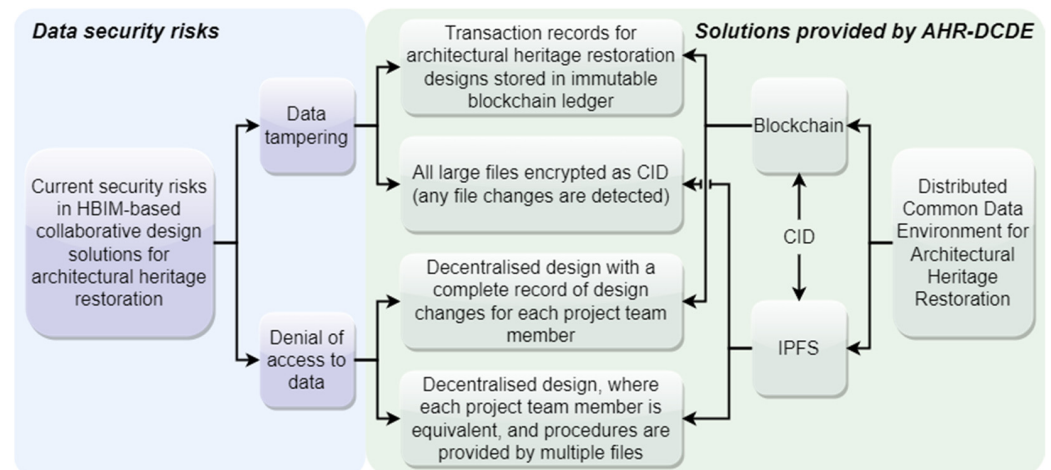 Data security risks
Solutions provided by AHR-DCDE
Current security risks
in HBIM-based
collaborative design
solutions for
architectural heritage
restoration
Data
tampering
Denial of
access to
data
Transaction records for
architectural heritage restoration
designs stored in immutable
blockchain ledger
All large files encrypted as CID
(any file changes are detected)
Decentralised design with a
complete record of design
changes for each project team
member
Decentralised design, where
each project team member is
equivalent, and procedures are
provided by multiple files
Blockchain
CID
IPFS
Distributed
Common Data
Environment for
Architectural
Heritage
Restoration